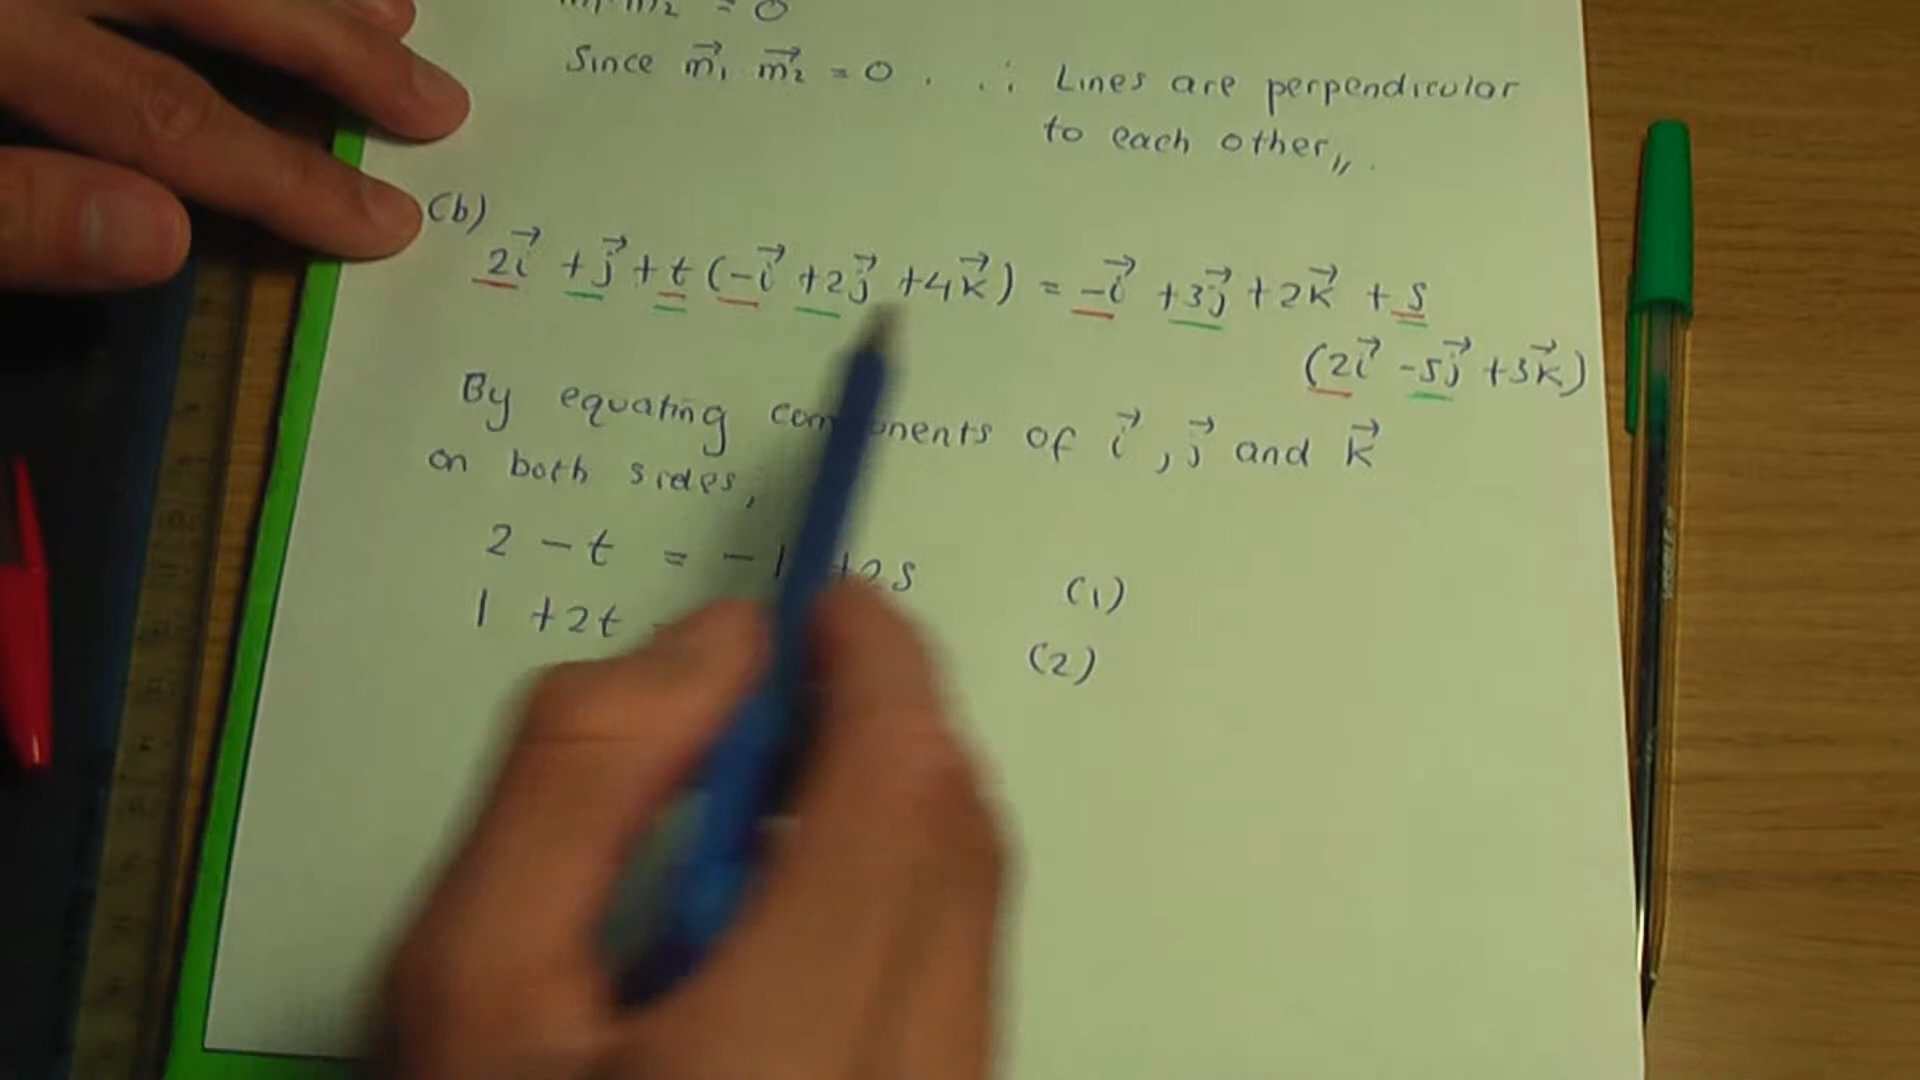 = 0
Since m⃗₁ m⃗₂ = 0 . ∴ Lines are perpendicular
to each other,,.
(b)
2i⃗ + j⃗ + t (-i⃗ + 2j⃗ + 4k⃗) = -i⃗ + 3j⃗ + 2k⃗ + s
(2i⃗ - 5j⃗ + 3k⃗)
By equating of i⃗, j⃗ and k⃗
on both sides,
2 - t = -1 + 2s (1)
1 + 2t (2)